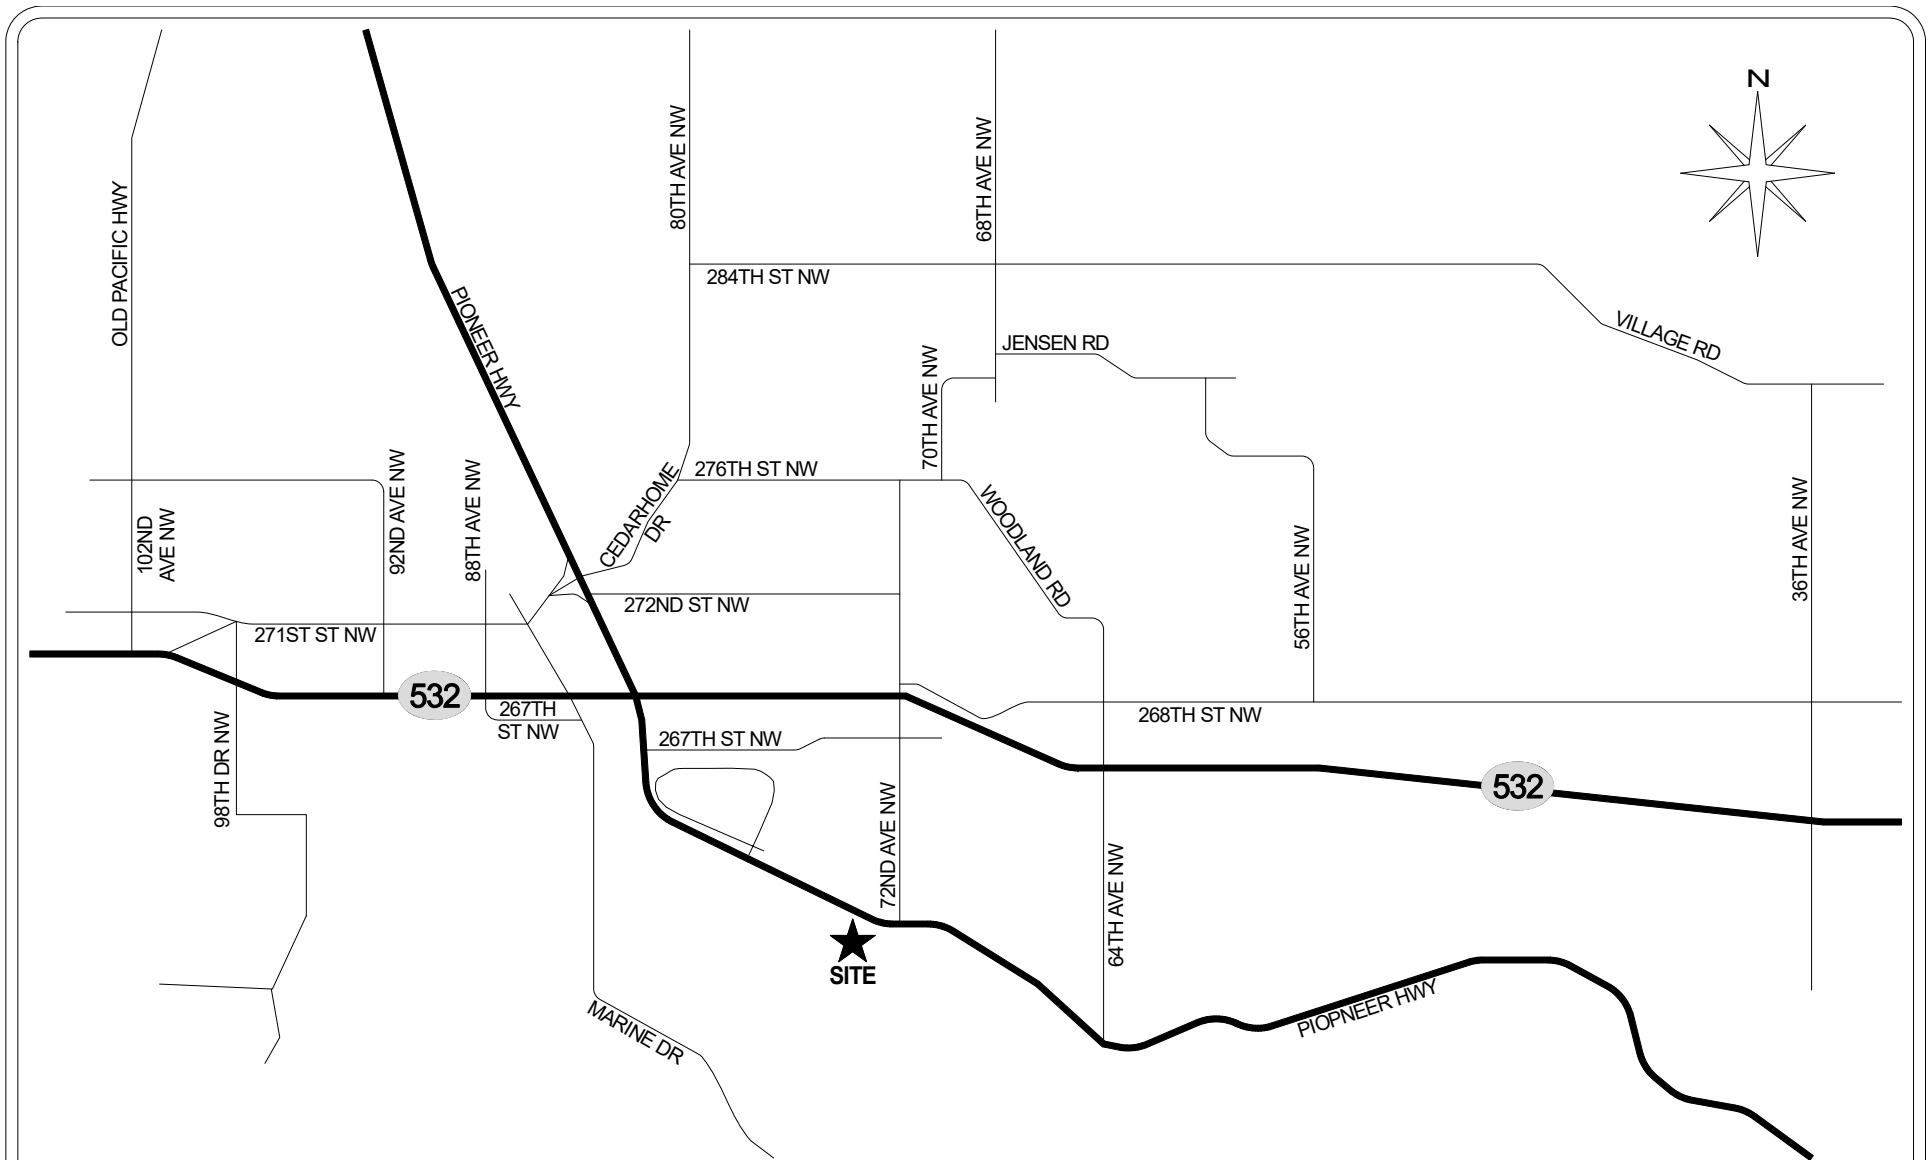 N
80TH AVE NW
68TH AVE NW
OLD PACIFIC HWY
284TH ST NW
PIONEER HWY
VILLAGE RD
JENSEN RD
70TH AVE NW
276TH ST NW
CEDARHOME
DR
92ND AVE NW
88TH AVE NW
102ND
AVE NW
WOODLAND RD
56TH AVE NW
36TH AVE NW
272ND ST NW
271ST ST NW
532
267TH
ST NW
268TH ST NW
267TH ST NW
98TH DR NW
532
72ND AVE NW
64TH AVE NW
SITE
PIOPNEER HWY
MARINE DR